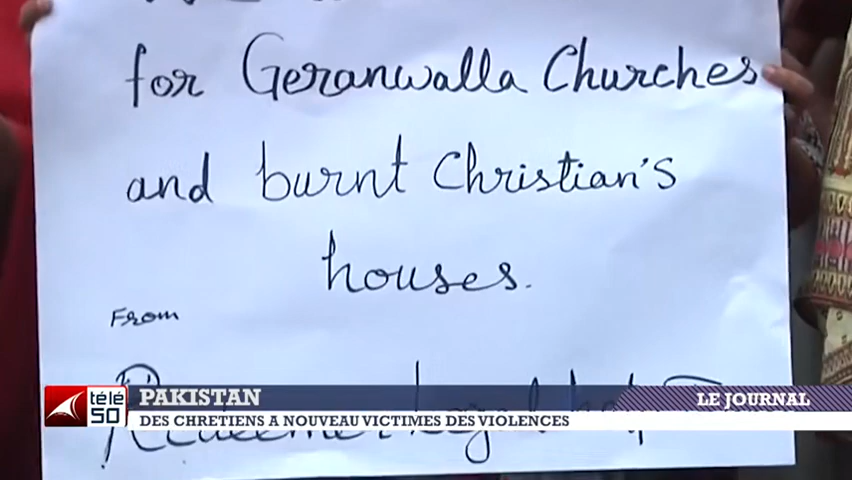 for Geranwalla Churches
and burnt Christian's
houses.
From
télé
50
PAKISTAN
LE JOURNAL
DES CHRETIENS A NOUVEAU VICTIMES DES VIOLENCES
Redeemer